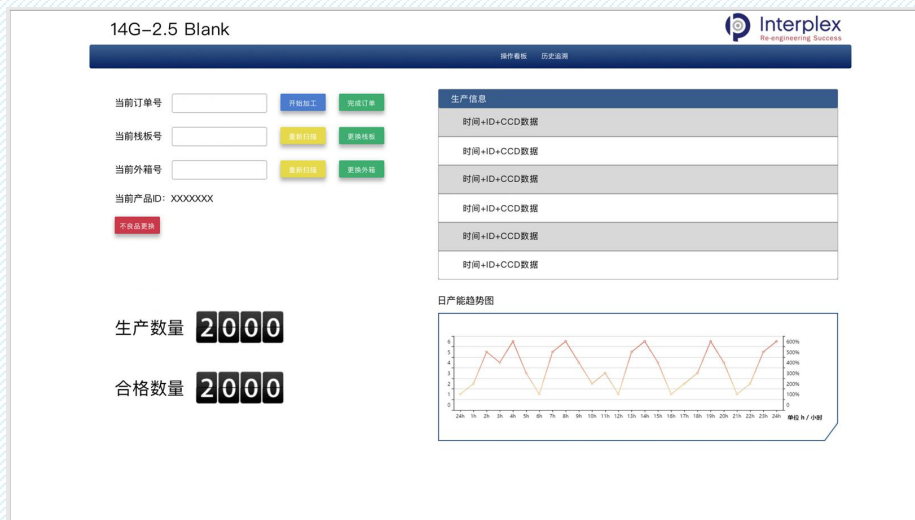 14G-2.5 Blank
Interplex
Re-engineering Success
操作看板 历史追溯
当前订单号 开始加工 完成订单
当前栈板号 重新扫描 更换栈板
当前外箱号 重新扫描 更换外箱
当前产品ID: XXXXXXX
不良品更换
生产数量 2000
合格数量 2000
生产信息
时间+ID+CCD数据
时间+ID+CCD数据
时间+ID+CCD数据
时间+ID+CCD数据
时间+ID+CCD数据
时间+ID+CCD数据
日产能趋势图
6 600%
5 500%
4 400%
3 300%
2 200%
1 100%
0 0
24h 1h 2h 3h 4h 5h 6h 7h 8h 9h 10h 11h 12h 13h 14h 15h 16h 17h 18h 19h 20h 21h 22h 23h 24h 单位 h / 小时